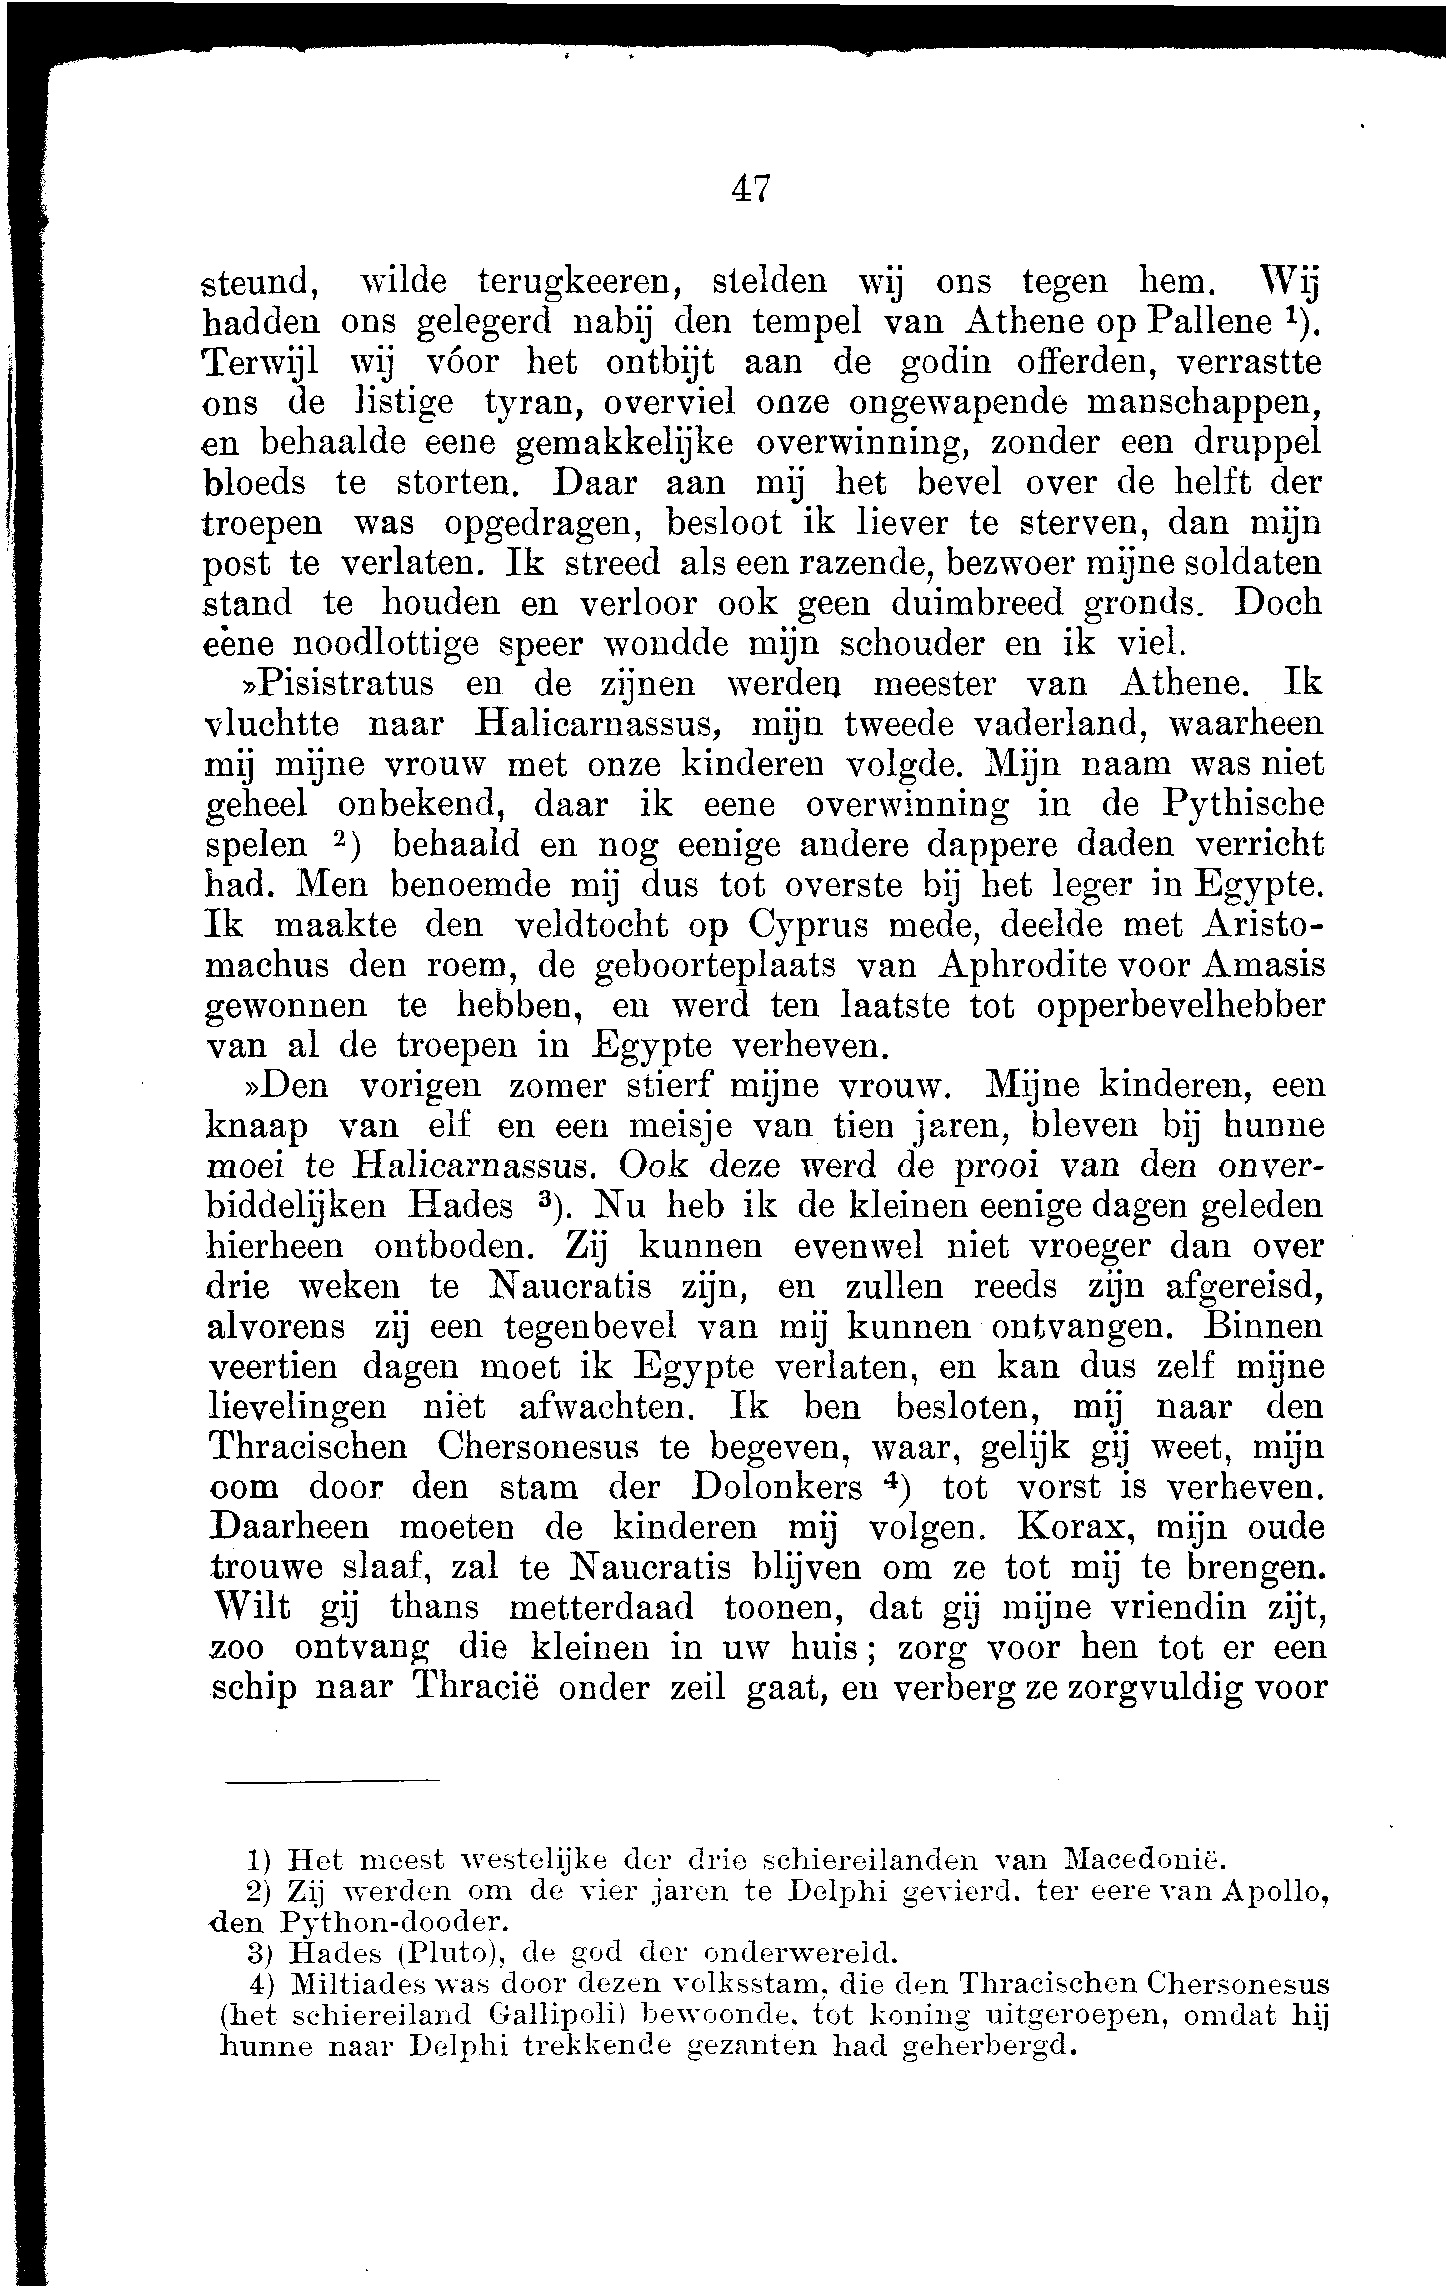 47
steund, wilde terugkeeren, stelden wij ons tegen hem. Wij
hadden ons gelegerd nabij den tempel van Athene op Pallene ¹).
Terwijl wij vóor het ontbijt aan de godin offerden, verrastte
ons de listige tyran, overviel onze ongewapende manschappen,
en behaalde eene gemakkelijke overwinning, zonder een druppel
bloeds te storten. Daar aan mij het bevel over de helft der
troepen was opgedragen, besloot ik liever te sterven, dan mijn
post te verlaten. Ik streed als een razende, bezwoer mijne soldaten
stand te houden en verloor ook geen duimbreed gronds. Doch
eéne noodlottige speer wondde mijn schouder en ik viel.
»Pisistratus en de zijnen werden meester van Athene. Ik
vluchtte naar Halicarnassus, mijn tweede vaderland, waarheen
mij mijne vrouw met onze kinderen volgde. Mijn naam was niet
geheel onbekend, daar ik eene overwinning in de Pythische
spelen ²) behaald en nog eenige andere dappere daden verricht
had. Men benoemde mij dus tot overste bij het leger in Egypte.
Ik maakte den veldtocht op Cyprus mede, deelde met Aristo-
machus den roem, de geboorteplaats van Aphrodite voor Amasis
gewonnen te hebben, en werd ten laatste tot opperbevelhebber
van al de troepen in Egypte verheven.
»Den vorigen zomer stierf mijne vrouw. Mijne kinderen, een
knaap van elf en een meisje van tien jaren, bleven bij hunne
moei te Halicarnassus. Ook deze werd de prooi van den onver-
biddelijken Hades ³). Nu heb ik de kleinen eenige dagen geleden
hierheen ontboden. Zij kunnen evenwel niet vroeger dan over
drie weken te Naucratis zijn, en zullen reeds zijn afgereisd,
alvorens zij een tegenbevel van mij kunnen ontvangen. Binnen
veertien dagen moet ik Egypte verlaten, en kan dus zelf mijne
lievelingen niet afwachten. Ik ben besloten, mij naar den
Thracischen Chersonesus te begeven, waar, gelijk gij weet, mijn
oom door den stam der Dolonkers ⁴) tot vorst is verheven.
Daarheen moeten de kinderen mij volgen. Korax, mijn oude
trouwe slaaf, zal te Naucratis blijven om ze tot mij te brengen.
Wilt gij thans metterdaad toonen, dat gij mijne vriendin zijt,
zoo ontvang die kleinen in uw huis; zorg voor hen tot er een
schip naar Thracië onder zeil gaat, en verberg ze zorgvuldig voor
1) Het meest westelijke der drie schiereilanden van Macedonië.
2) Zij werden om de vier jaren te Delphi gevierd. ter eere van Apollo,
den Python-dooder.
3) Hades (Pluto), de god der onderwereld.
4) Miltiades was door dezen volksstam, die den Thracischen Chersonesus
(het schiereiland Gallipoli) bewoonde. tot koning uitgeroepen, omdat hij
hunne naar Delphi trekkende gezanten had geherbergd.